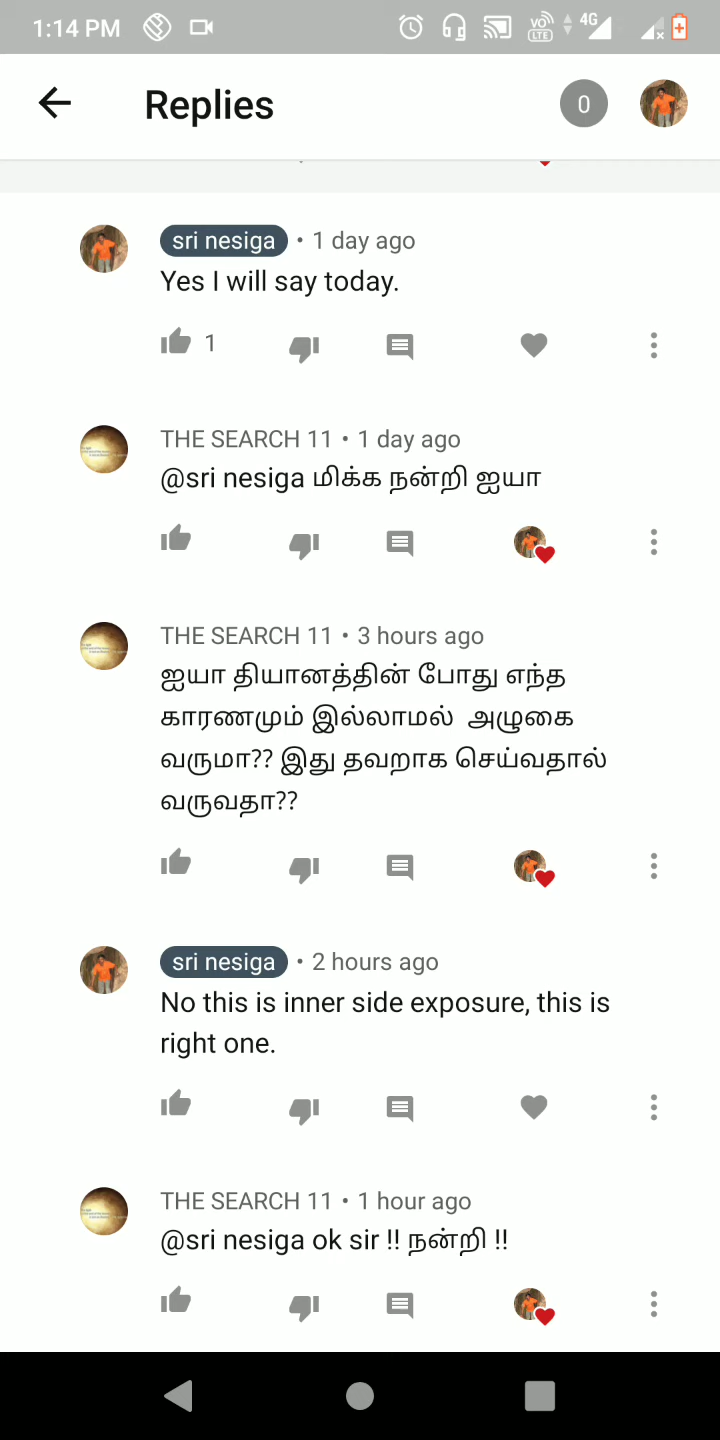 1:14 PM VO LTE 4G
Replies 0
sri nesiga • 1 day ago
Yes I will say today.
1
THE SEARCH 11 • 1 day ago
@sri nesiga மிக்க நன்றி ஐயா
THE SEARCH 11 • 3 hours ago
ஐயா தியானத்தின் போது எந்த
காரணமும் இல்லாமல்  அழுகை
வருமா?? இது தவறாக செய்வதால்
வருவதா??
sri nesiga • 2 hours ago
No this is inner side exposure, this is
right one.
THE SEARCH 11 • 1 hour ago
@sri nesiga ok sir !! நன்றி !!